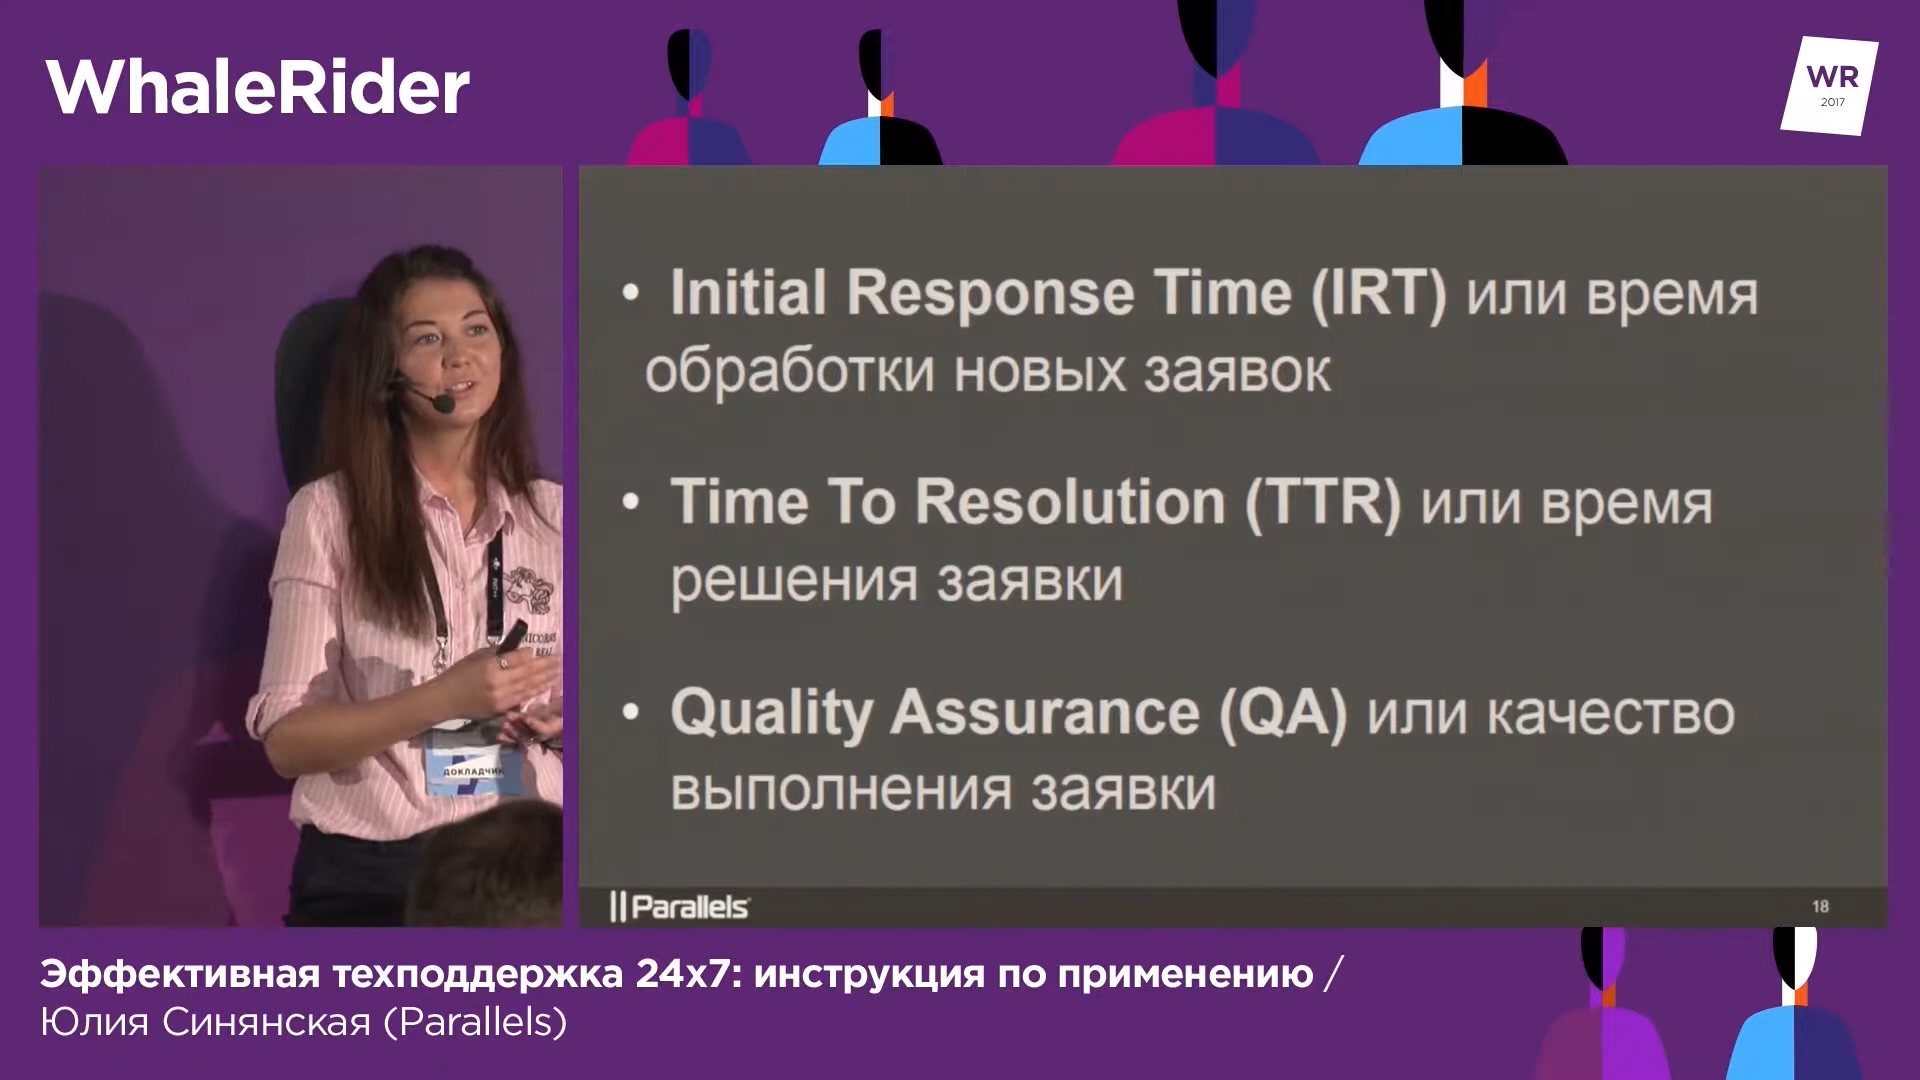 WhaleRider
WR
2017
• Initial Response Time (IRT) или время
обработки новых заявок
• Time To Resolution (TTR) или время
решения заявки
• Quality Assurance (QA) или качество
выполнения заявки
ДОКЛАДЧИК
Parallels
18
Эффективная техподдержка 24x7: инструкция по применению /
Юлия Синянская (Parallels)